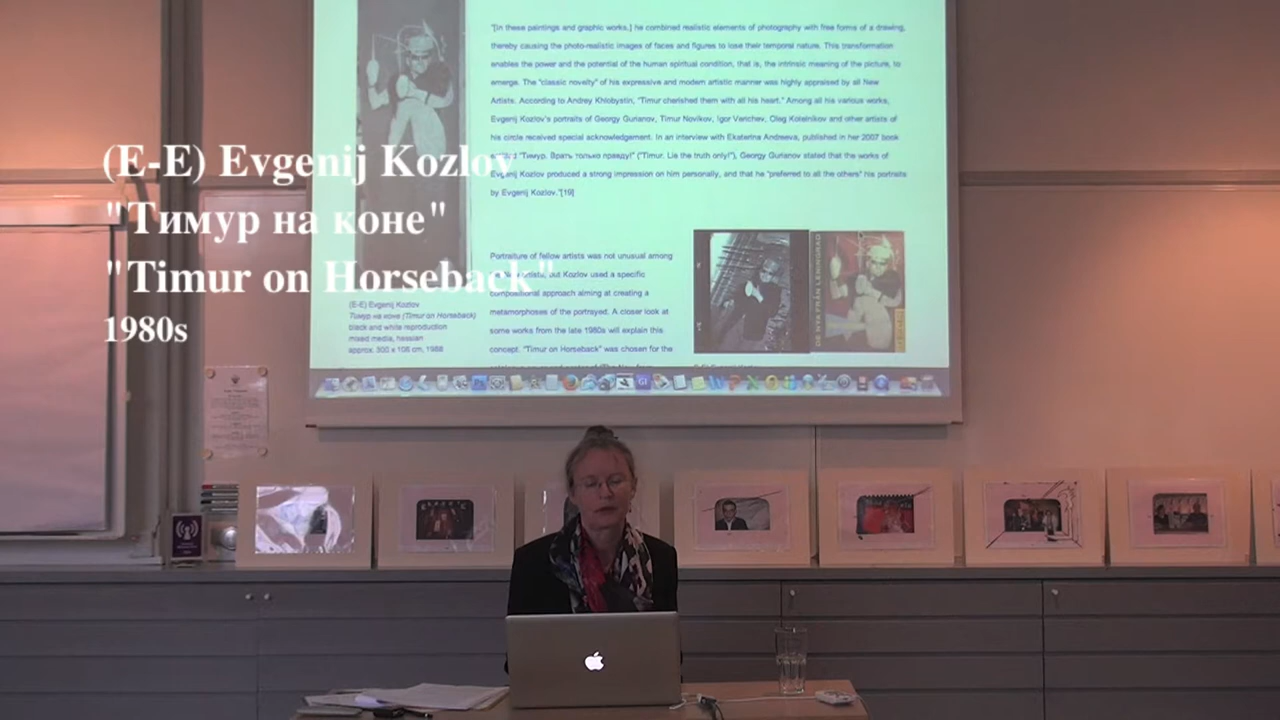 "[In these paintings and graphic works,] he combined realistic elements of photography with free forms of a drawing,
thereby causing the photo-realistic images of faces and figures to lose their temporal nature. This transformation
enables the power and the potential of the human spiritual condition, that is, the intrinsic meaning of the picture, to
emerge. The "classic novelty" of his expressive and modern artistic manner was highly appraised by all New
Artists. According to Andrey Khlobystin, "Timur cherished them with all his heart." Among all his various works,
Evgenij Kozlov's portraits of Georgy Gurianov, Timur Novikov, Igor Verichev, Oleg Kotelnikov and other artists of
his circle received special acknowledgement. In an interview with Ekaterina Andreeva, published in her 2007 book
"Тимур. Врать только правду!" ("Timur. Lie the truth only!"), Georgy Gurianov stated that the works of
Evgenij Kozlov produced a strong impression on him personally, and that he "preferred to all the others" his portraits
by Evgenij Kozlov."[19]
(E-E) Evgenij Kozlov
"Тимур на коне"
"Timur on Horseback"
1980s
Portraiture of fellow artists was not unusual among
but Kozlov used a specific
compositional approach aiming at creating a
metamorphoses of the portrayed. A closer look at
some works from the late 1980s will explain this
concept. "Timur on Horseback" was chosen for the
(E-E) Evgenij Kozlov
Тимур на коне (Timur on Horseback)
black and white reproduction
mixed media, hessian
approx. 300 x 106 cm, 1988
DE NYA FRÅN LENINGRAD